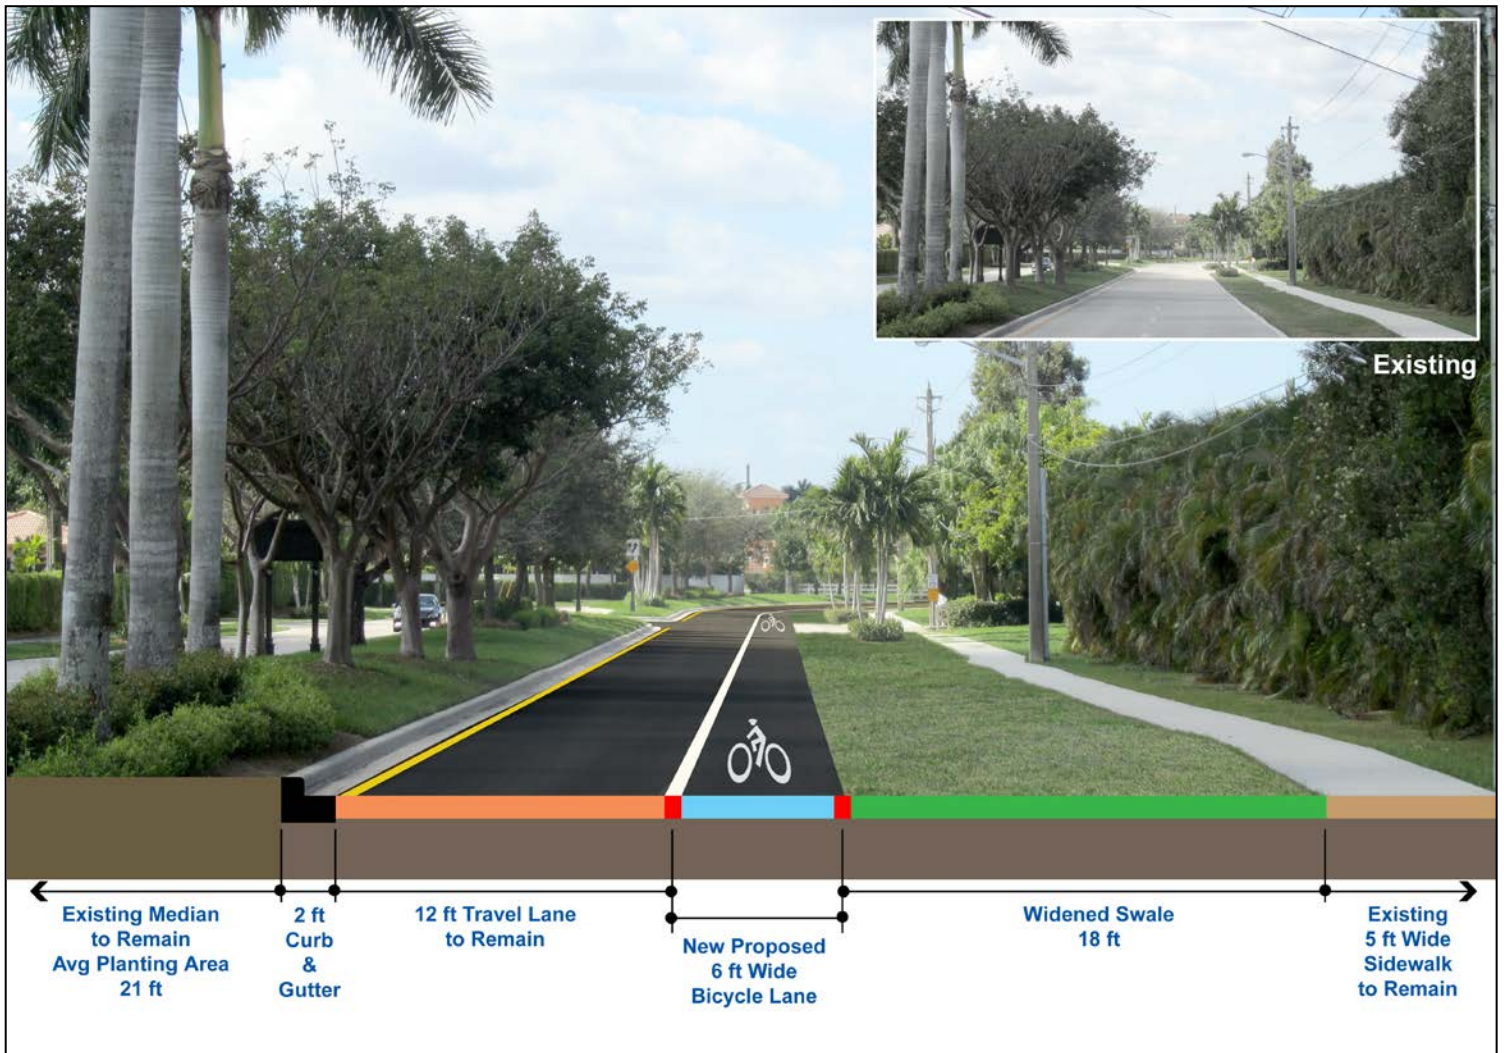 Existing
Existing Median
to Remain
Avg Planting Area
21 ft
2 ft
Curb
&
Gutter
12 ft Travel Lane
to Remain
New Proposed
6 ft Wide
Bicycle Lane
Widened Swale
18 ft
Existing
5 ft Wide
Sidewalk
to Remain